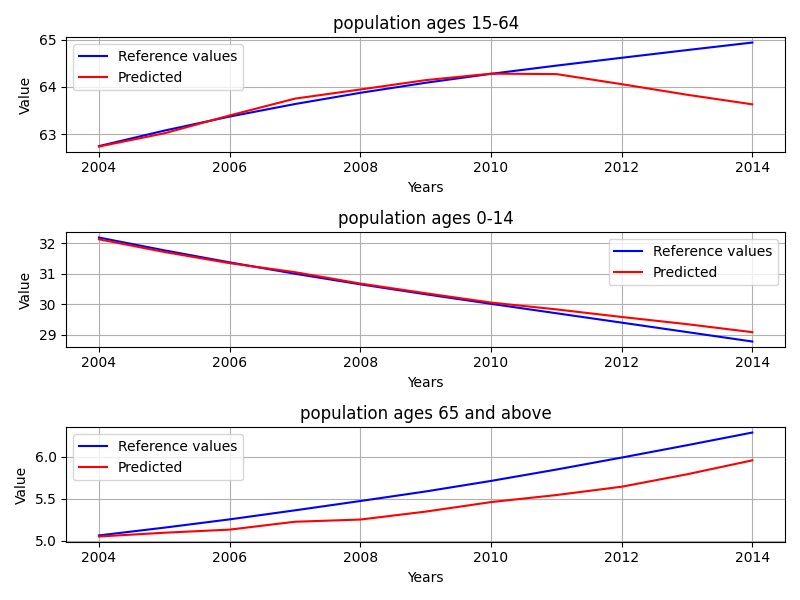 population ages 15-64
65
64
63
Value
Reference values
Predicted
2004 2006 2008 2010 2012 2014
Years
population ages 0-14
32
31
30
29
Value
Reference values
Predicted
2004 2006 2008 2010 2012 2014
Years
population ages 65 and above
6.0
5.5
5.0
Value
Reference values
Predicted
2004 2006 2008 2010 2012 2014
Years